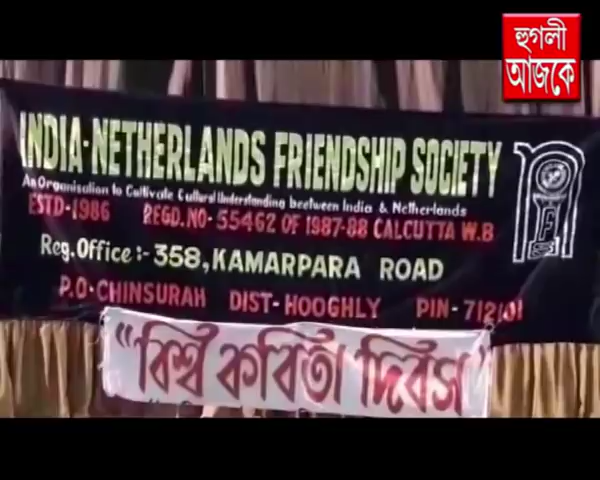 হুগলী
আজকে
INDIA-NETHERLANDS FRIENDSHIP SOCIETY
An Organisation to Cultivate Cultural Understanding beetween India & Netherlands
ESTD-1986 REGD.NO-55462 OF 1987-88 CALCUTTA W.B
Reg.Office:-358,KAMARPARA ROAD
P.O-CHINSURAH DIST-HOOGHLY PIN-712101
"বিশ্ব কবিতা দিবস"